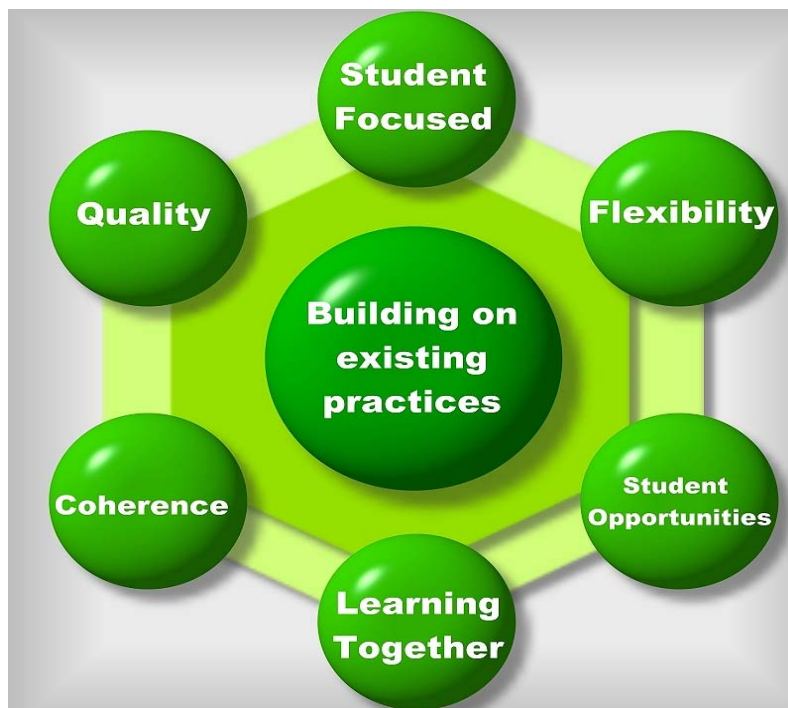 Student
Focused
Quality
Flexibility
Building on
existing
practices
Coherence
Student
Opportunities
Learning
Together